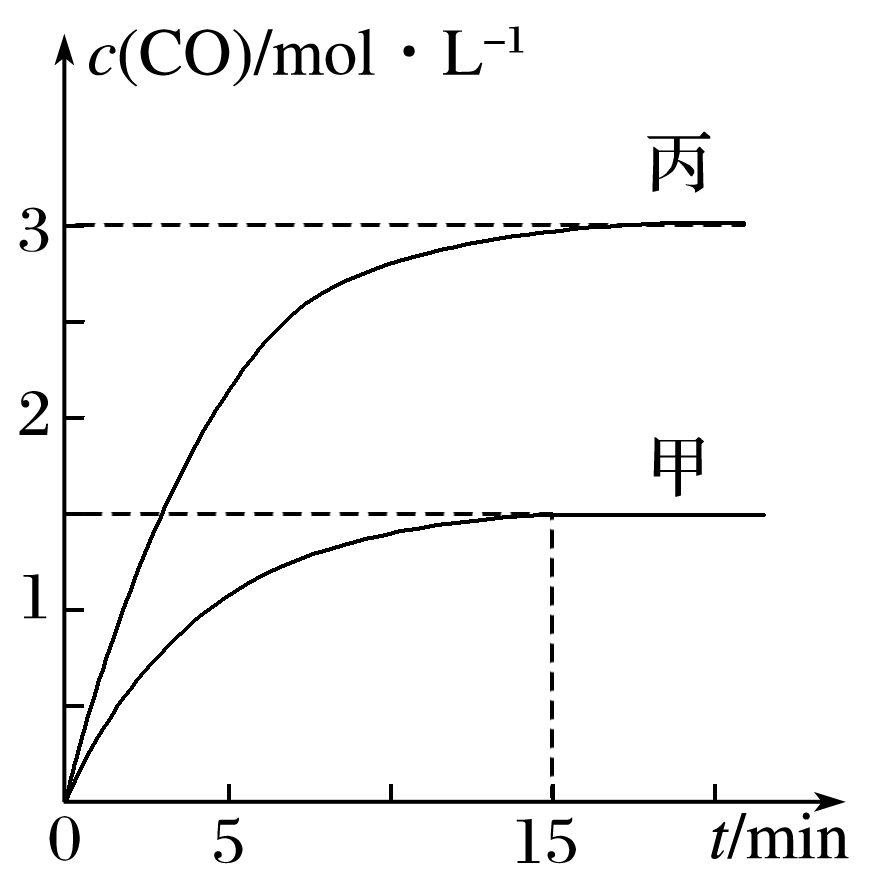 c(CO)/mol·L⁻¹
丙
3
2
甲
1
0 5 15 t/min